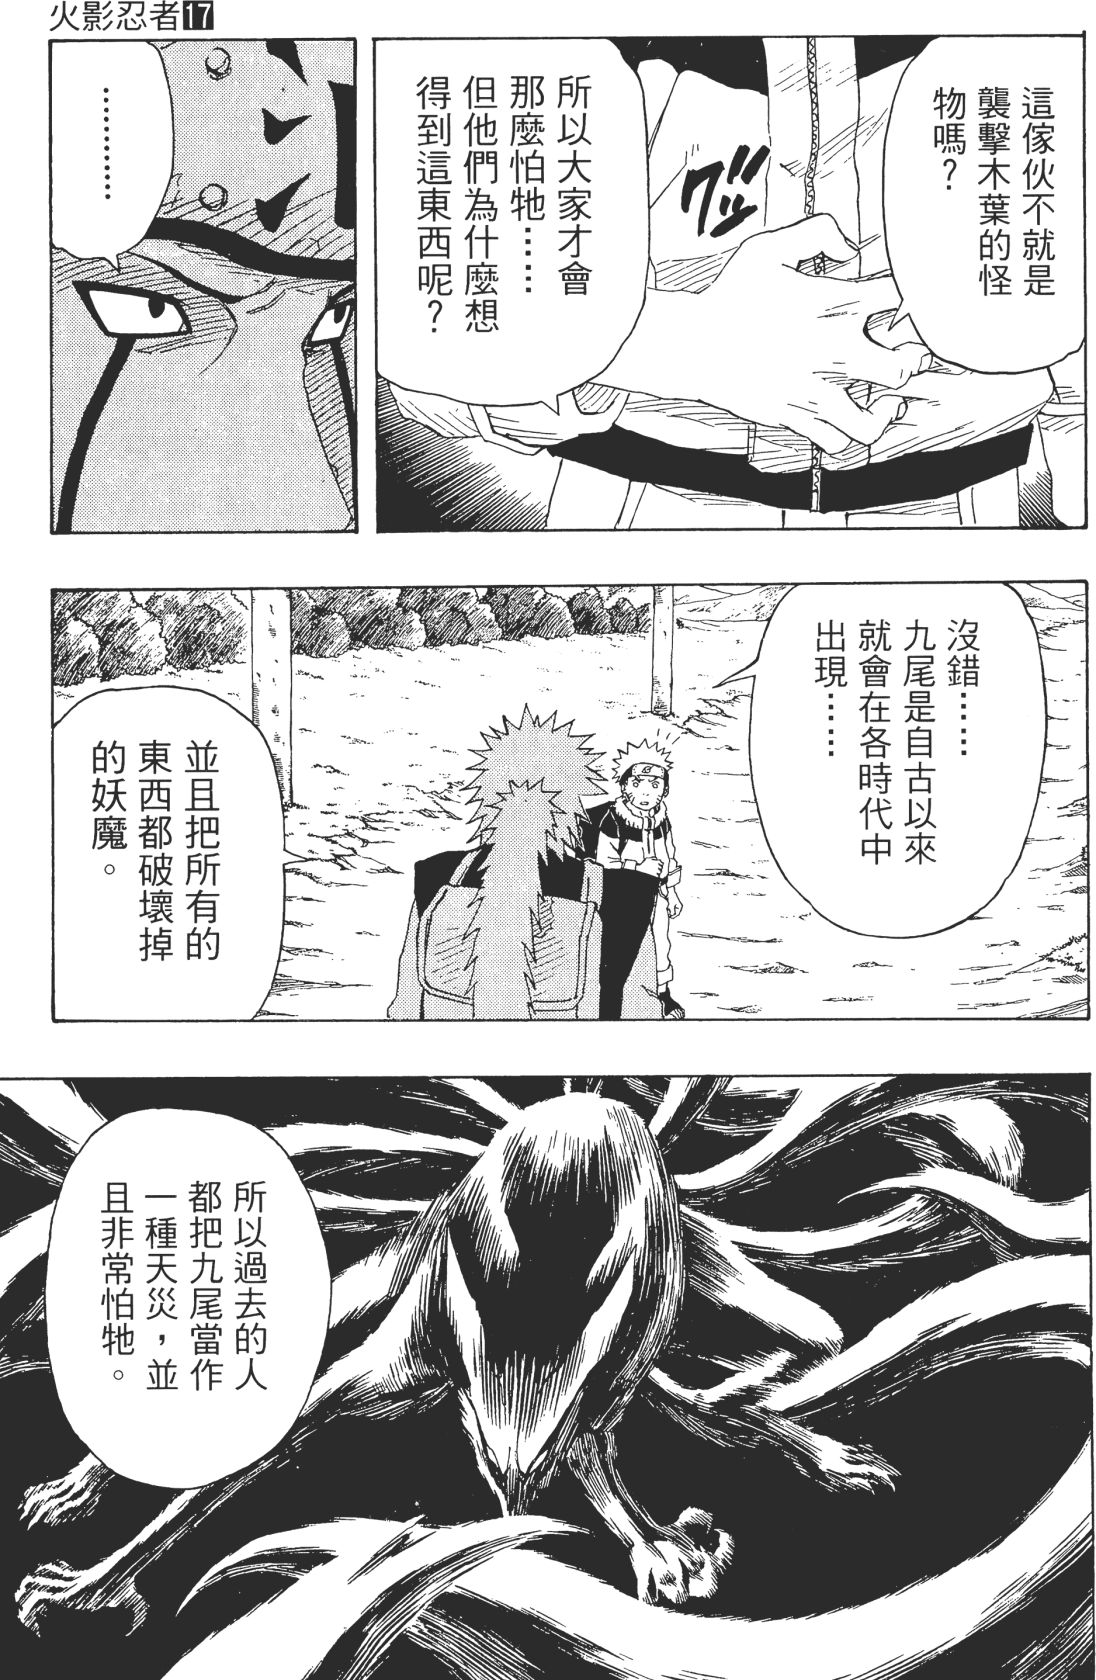 火影忍者17
這傢伙不就是
襲擊木葉的怪
物嗎？
所以大家才會
那麼怕牠……
但他們為什麼想
得到這東西呢？
グッ
…………
沒錯……
九尾是自古以來
就會在各時代中
出現……
並且把所有的
東西都破壞掉
的妖魔。
所以過去的人
都把九尾當作
一種天災，並
且非常怕牠。